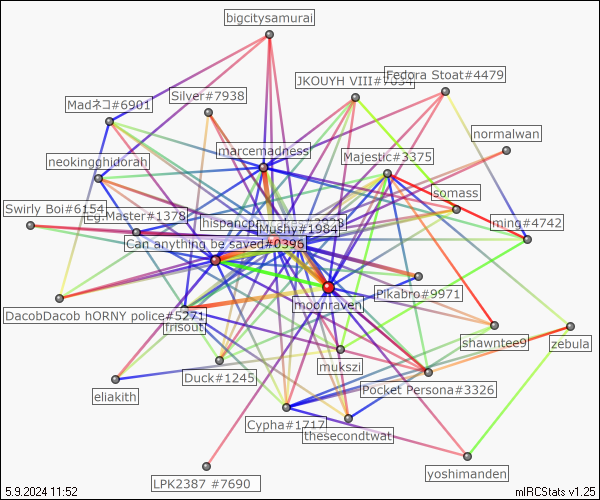 bigcitysamurai
Fedora Stoat#4479
JKOUYH VIII#7034
Silver#7938
Madネコ#6901
normalwan
marcemadness
Majestic#3375
neokingghidorah
somass
Swirly Boi#6154
Lg.Master#1378
ming#4742
Mushy#1984
Can anything be saved#0396
Pikabro#9971
moonraven
DacobDacob hORNY police#5271
frisout
shawntee9
zebula
mukszi
Duck#1245
Pocket Persona#3326
eliakith
Cypha#1717
thesecondtwat
yoshimanden
LPK2387 #7690
5.9.2024 11:52
mIRCStats v1.25